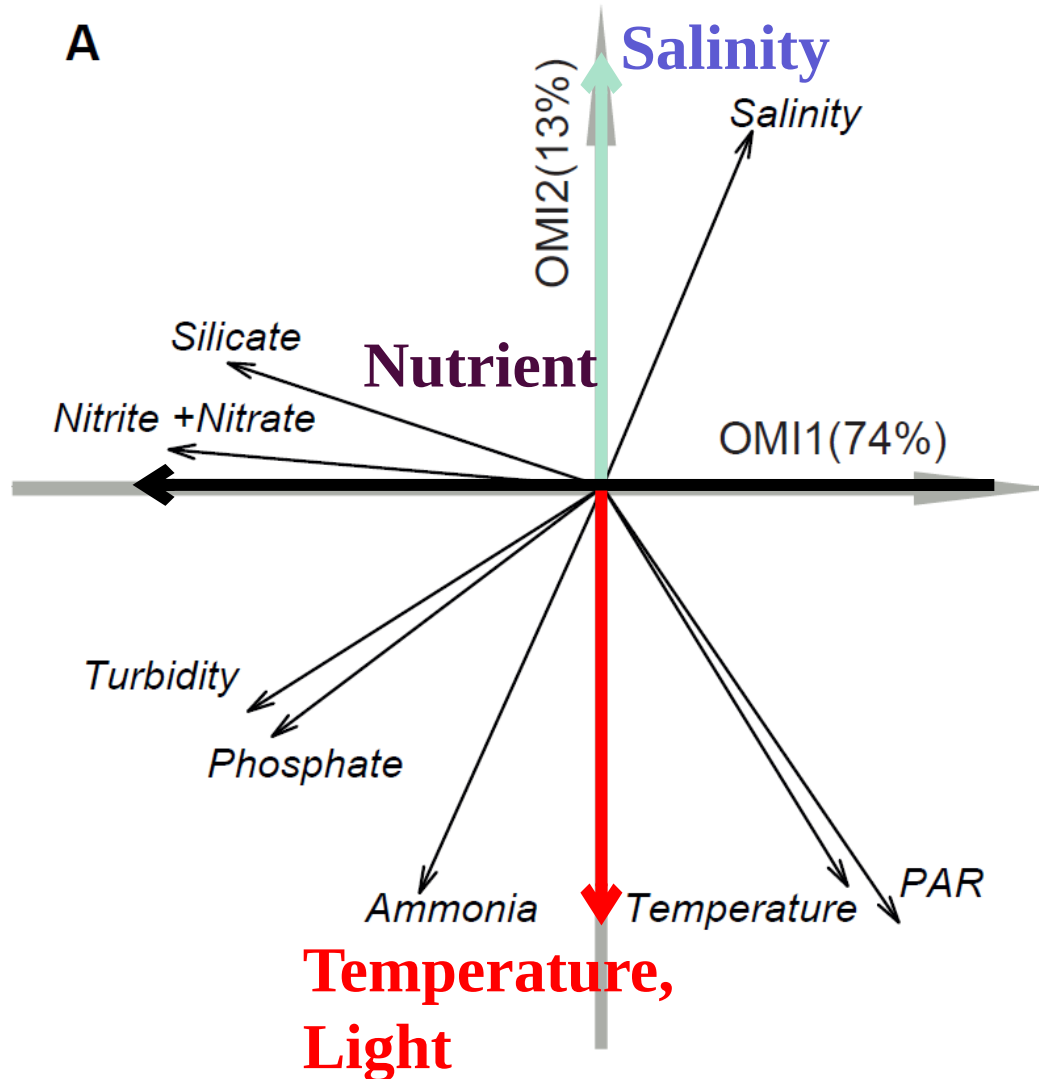 A
Salinity
Salinity
OMI2(13%)
Silicate
Nutrient
Nitrite +Nitrate
OMI1(74%)
Turbidity
Phosphate
PAR
Ammonia
Temperature
Temperature,
Light